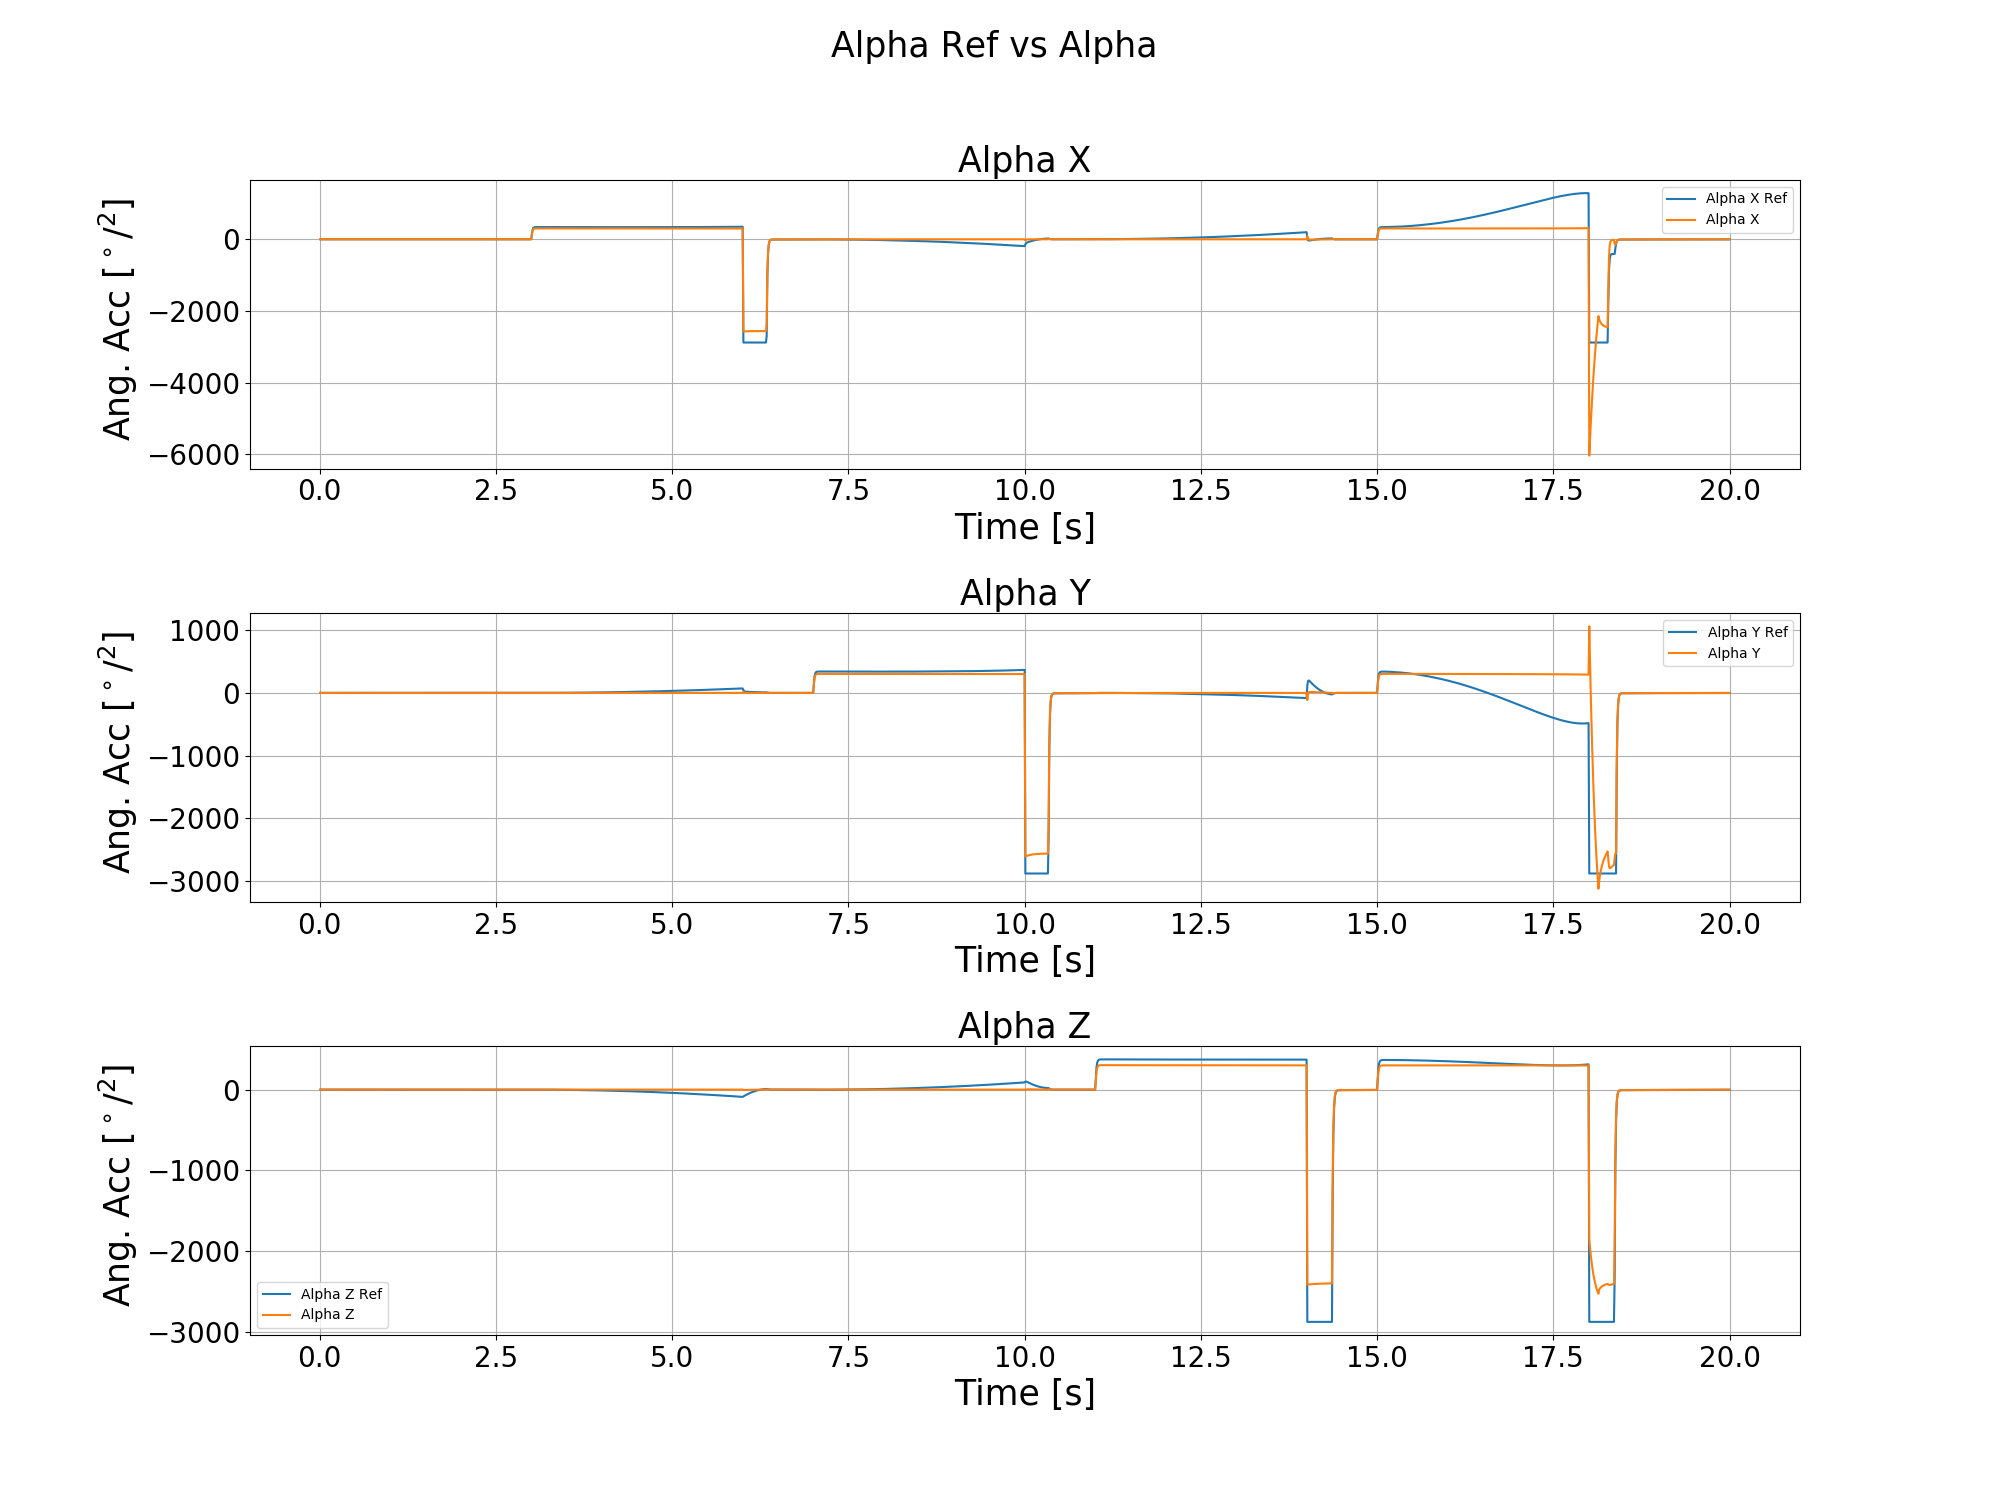 Alpha Ref vs Alpha
Alpha X
Ang. Acc [°/²]
0
−2000
−4000
−6000
Alpha X Ref
Alpha X
0.0 2.5 5.0 7.5 10.0 12.5 15.0 17.5 20.0
Time [s]
Alpha Y
Ang. Acc [°/²]
1000
0
−1000
−2000
−3000
Alpha Y Ref
Alpha Y
0.0 2.5 5.0 7.5 10.0 12.5 15.0 17.5 20.0
Time [s]
Alpha Z
Ang. Acc [°/²]
0
−1000
−2000
−3000
Alpha Z Ref
Alpha Z
0.0 2.5 5.0 7.5 10.0 12.5 15.0 17.5 20.0
Time [s]